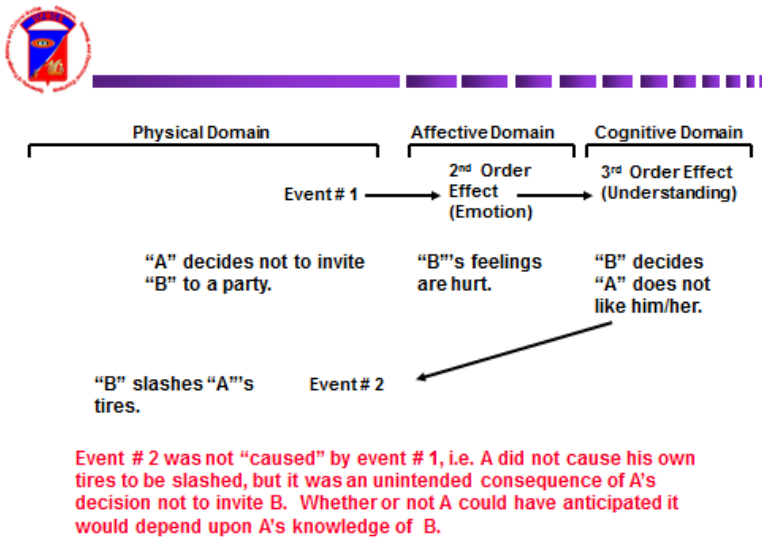 Physical Domain
Affective Domain
Cognitive Domain
Event # 1
2nd Order
Effect
(Emotion)
3rd Order Effect
(Understanding)
“A” decides not to invite
“B” to a party.
“B”’s feelings
are hurt.
“B” decides
“A” does not
like him/her.
“B” slashes “A”’s
tires.
Event # 2
Event # 2 was not “caused” by event # 1, i.e. A did not cause his own
tires to be slashed, but it was an unintended consequence of A’s
decision not to invite B.  Whether or not A could have anticipated it
would depend upon A’s knowledge of  B.